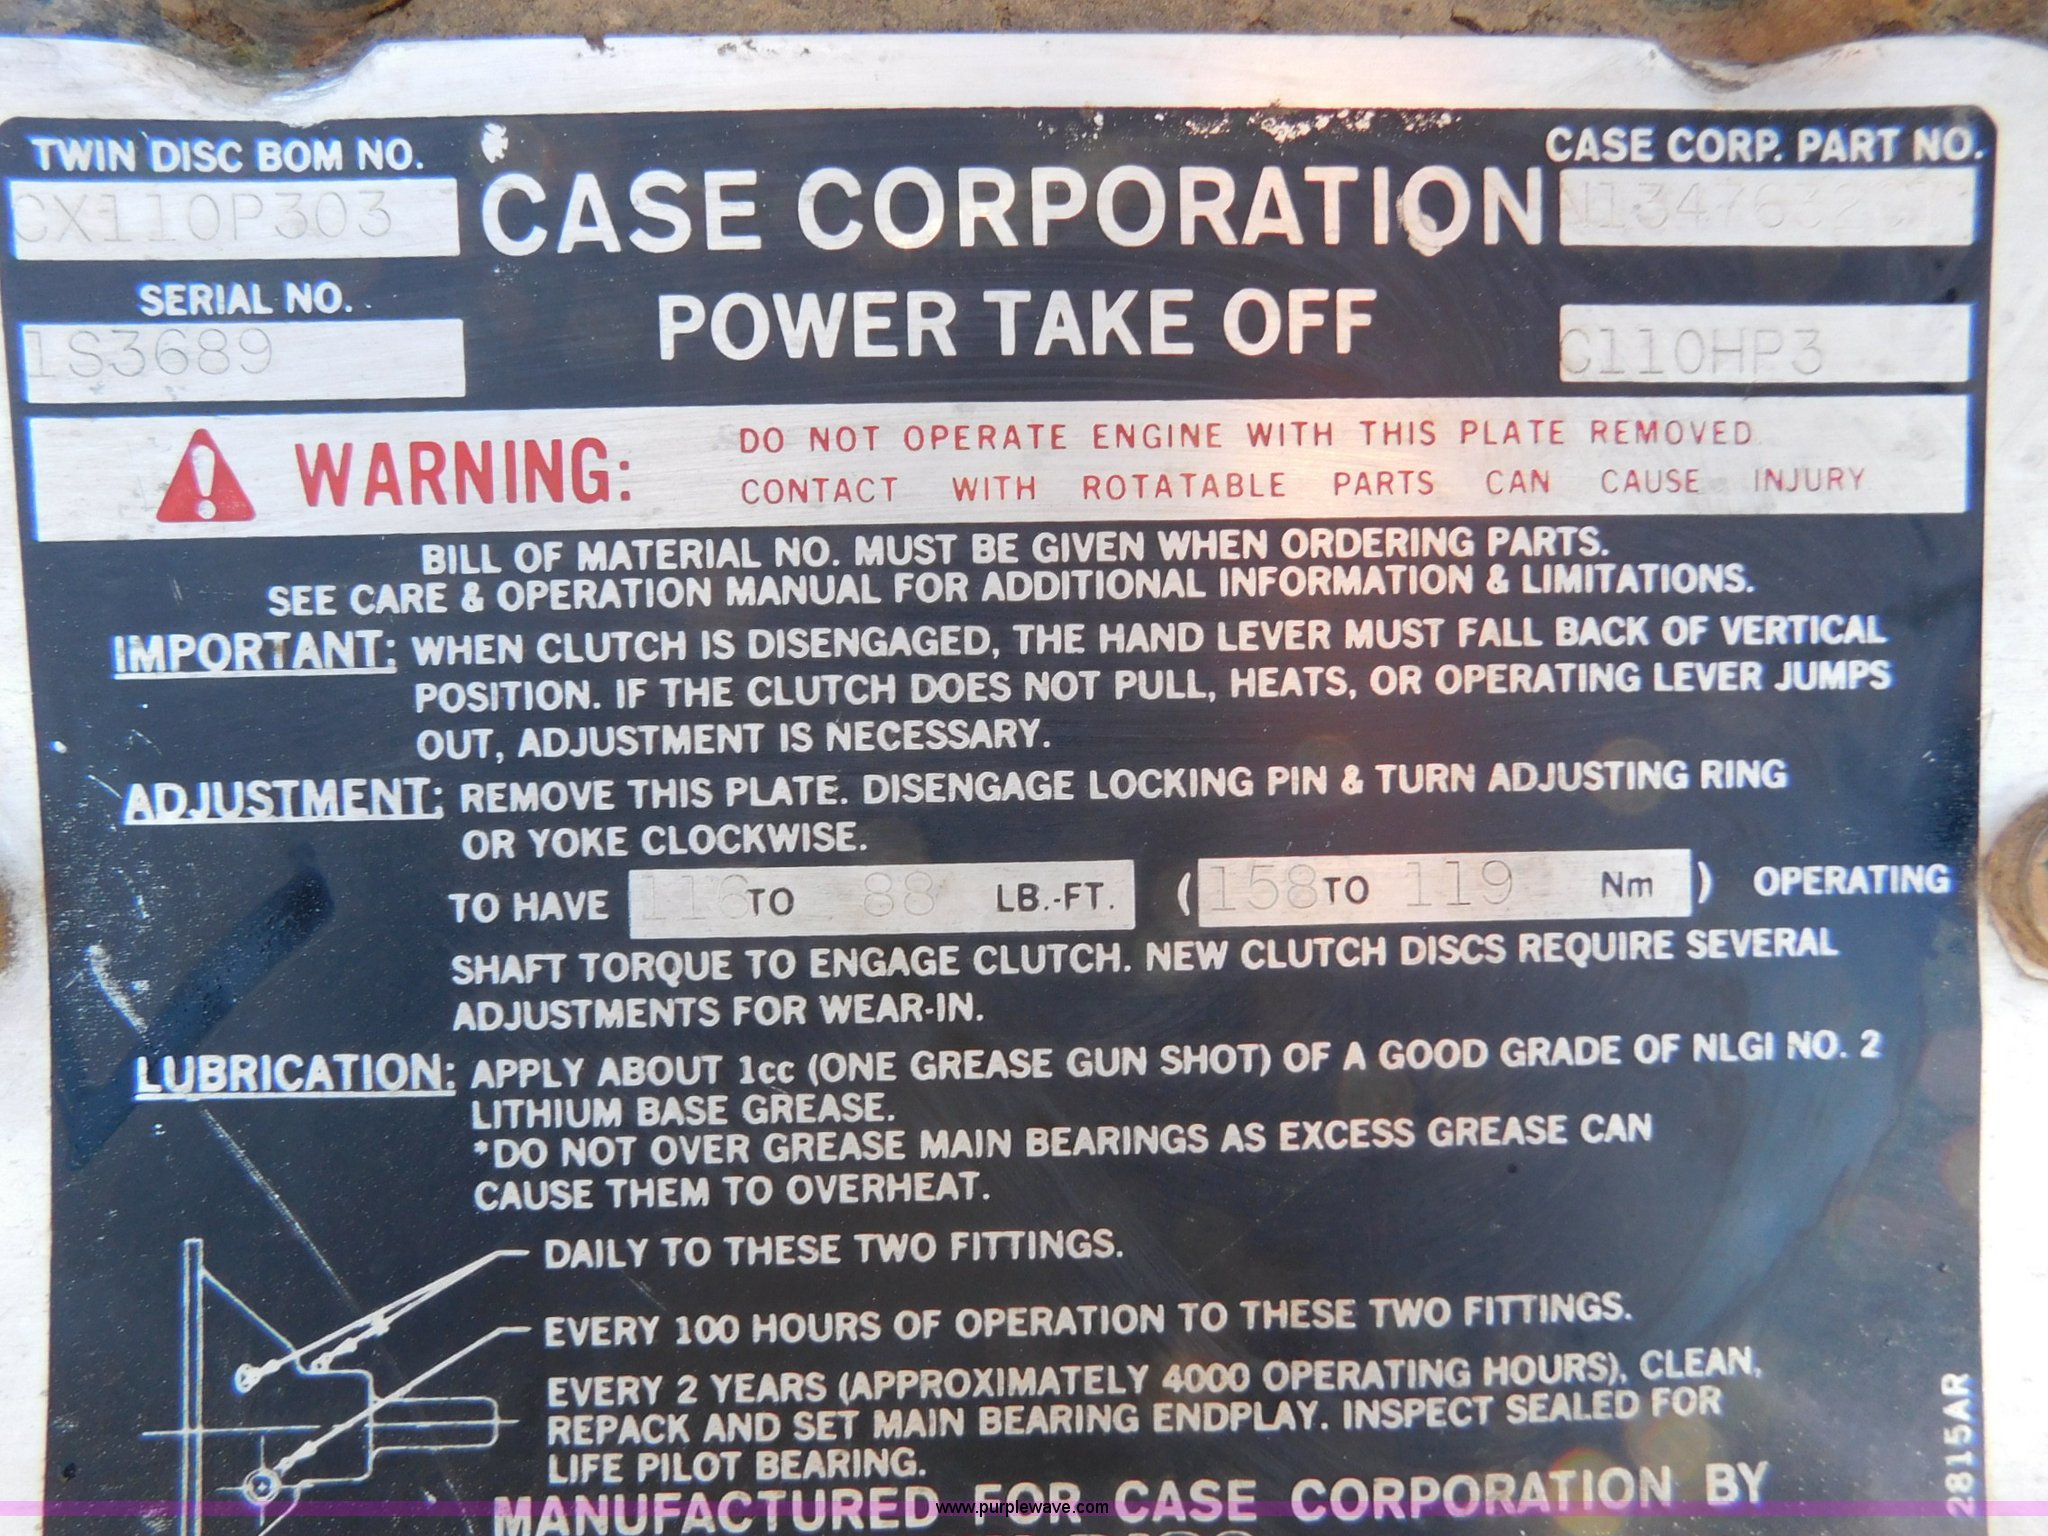 TWIN DISC BOM NO.
CX110P303
SERIAL NO.
1S3689
CASE CORPORATION
POWER TAKE OFF
CASE CORP. PART NO.
C110HP3
WARNING:
DO NOT OPERATE ENGINE WITH THIS PLATE REMOVED.
CONTACT WITH ROTATABLE PARTS CAN CAUSE INJURY
BILL OF MATERIAL NO. MUST BE GIVEN WHEN ORDERING PARTS.
SEE CARE & OPERATION MANUAL FOR ADDITIONAL INFORMATION & LIMITATIONS.
IMPORTANT: WHEN CLUTCH IS DISENGAGED, THE HAND LEVER MUST FALL BACK OF VERTICAL
POSITION. IF THE CLUTCH DOES NOT PULL, HEATS, OR OPERATING LEVER JUMPS
OUT, ADJUSTMENT IS NECESSARY.
ADJUSTMENT: REMOVE THIS PLATE. DISENGAGE LOCKING PIN & TURN ADJUSTING RING
OR YOKE CLOCKWISE.
TO HAVE 116 TO 88 LB.-FT. (158 TO 119 Nm) OPERATING
SHAFT TORQUE TO ENGAGE CLUTCH. NEW CLUTCH DISCS REQUIRE SEVERAL
ADJUSTMENTS FOR WEAR-IN.
LUBRICATION: APPLY ABOUT 1cc (ONE GREASE GUN SHOT) OF A GOOD GRADE OF NLGI NO. 2
LITHIUM BASE GREASE.
*DO NOT OVER GREASE MAIN BEARINGS AS EXCESS GREASE CAN
CAUSE THEM TO OVERHEAT.
DAILY TO THESE TWO FITTINGS.
EVERY 100 HOURS OF OPERATION TO THESE TWO FITTINGS.
EVERY 2 YEARS (APPROXIMATELY 4000 OPERATING HOURS), CLEAN,
REPACK AND SET MAIN BEARING ENDPLAY. INSPECT SEALED FOR
LIFE PILOT BEARING.
MANUFACTURED FOR CASE CORPORATION BY
2815AR
www.purplewave.com